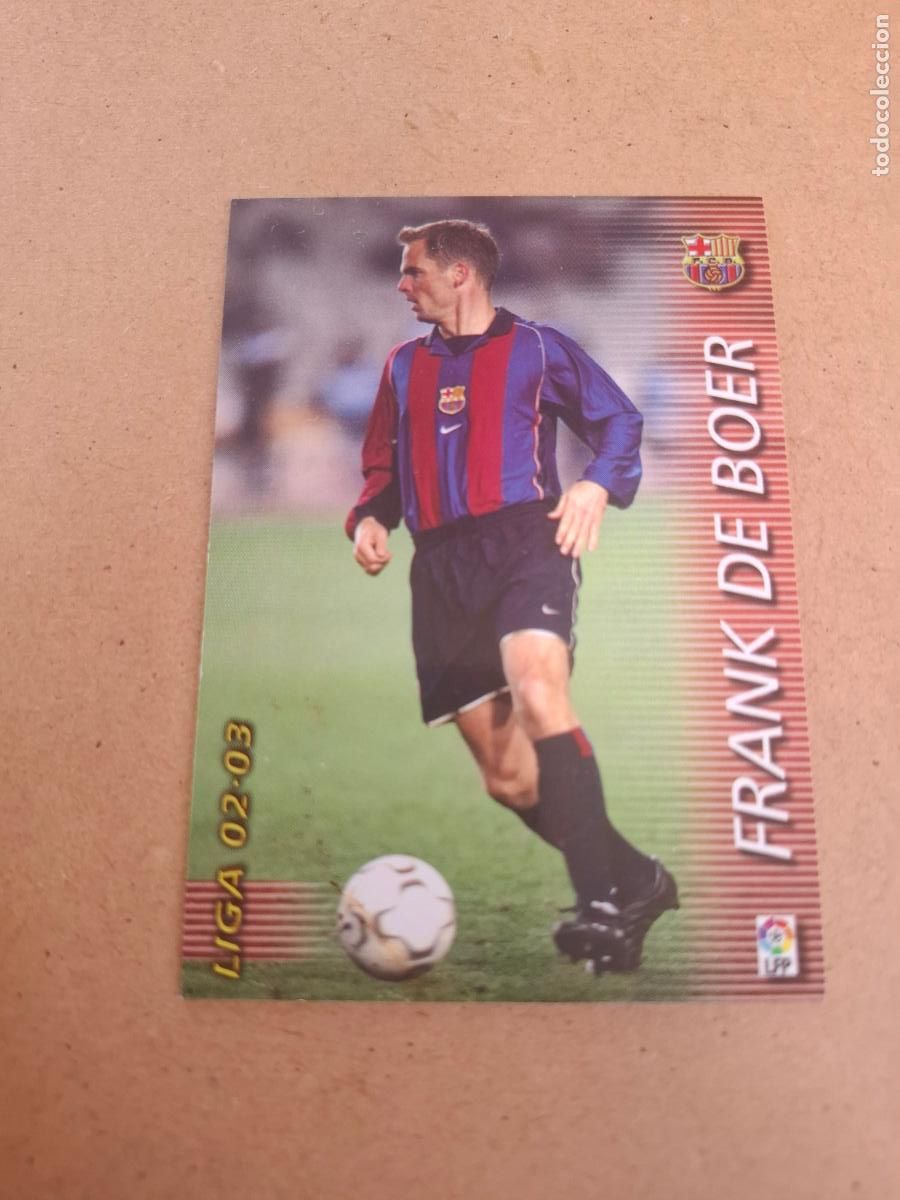 todocoleccion
F.C.B.
FRANK DE BOER
LIGA 02·03
LFP